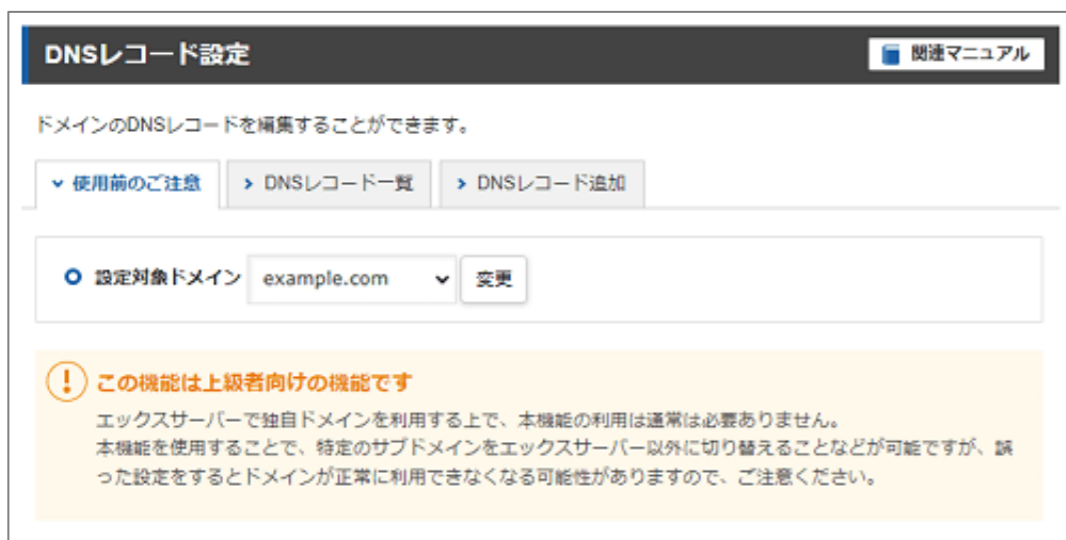 DNSレコード設定
関連マニュアル
ドメインのDNSレコードを編集することができます。
使用前のご注意
DNSレコード一覧
DNSレコード追加
設定対象ドメイン example.com 変更
この機能は上級者向けの機能です
エックスサーバーで独自ドメインを利用する上で、本機能の利用は通常は必要ありません。
本機能を使用することで、特定のサブドメインをエックスサーバー以外に切り替えることなどが可能ですが、誤
った設定をするとドメインが正常に利用できなくなる可能性がありますので、ご注意ください。